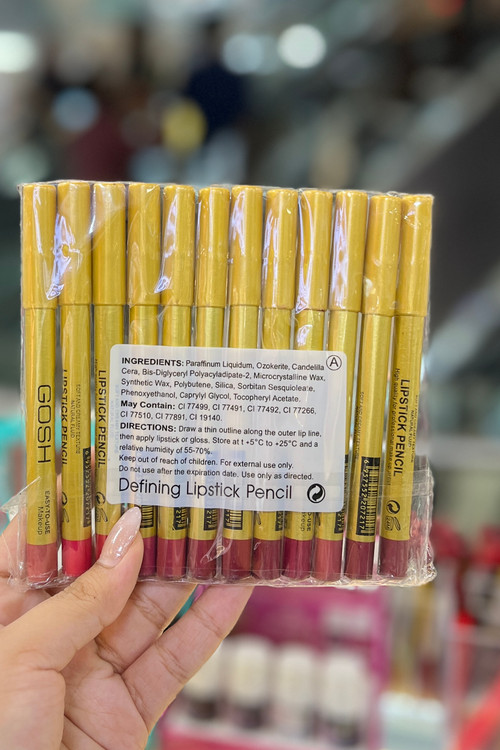 INGREDIENTS: Paraffinum Liquidum, Ozokerite, Candelilla
Cera, Bis-Diglyceryl Polyacyladipate-2, Microcrystalline Wax,
Synthetic Wax, Polybutene, Silica, Sorbitan Sesquioleate,
Phenoxyethanol, Caprylyl Glycol, Tocopheryl Acetate.
May Contain: CI 77499, CI 77491, CI 77492, CI 77266,
CI 77510, CI 77891, CI 19140.
DIRECTIONS: Draw a thin outline along the outer lip line,
then apply lipstick or gloss. Store at t +5°C to +25°C and a
relative humidity of 55-70%.
Keep out of reach of children. For external use only.
Do not use after the expiration date. Use only as directed.
Defining Lipstick Pencil
A
GOSH
EASY-TO-USE
Makeup
LIPSTICK PENCIL
LIPSTICK PENCIL